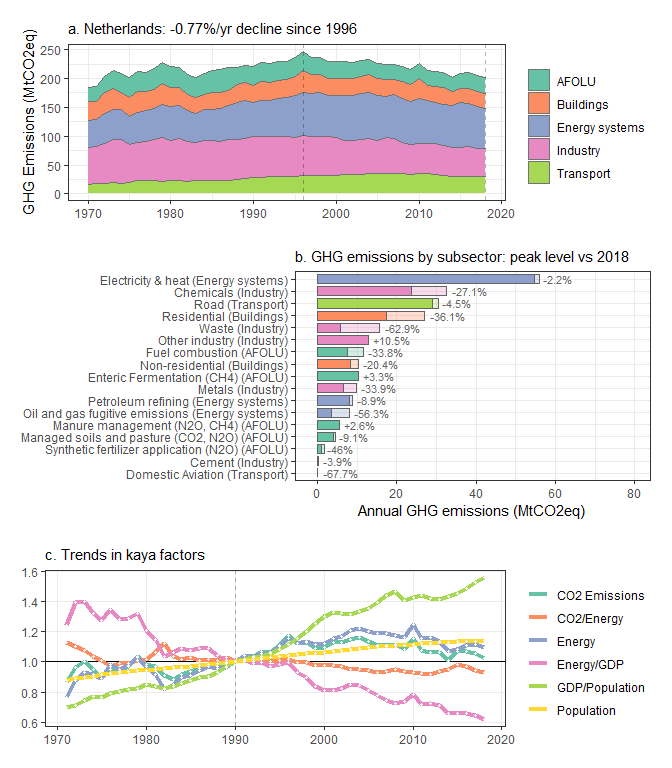 a. Netherlands: -0.77%/yr decline since 1996
GHG Emissions (MtCO2eq)
250
200
150
100
50
0
1970
1980
1990
2000
2010
2020
AFOLU
Buildings
Energy systems
Industry
Transport
b. GHG emissions by subsector: peak level vs 2018
Electricity & heat (Energy systems) -2.2%
Chemicals (Industry) -27.1%
Road (Transport) -4.5%
Residential (Buildings) -36.1%
Waste (Industry) -62.9%
Other industry (Industry) +10.5%
Fuel combustion (AFOLU) -33.8%
Non-residential (Buildings) -20.4%
Enteric Fermentation (CH4) (AFOLU) +3.3%
Metals (Industry) -33.9%
Petroleum refining (Energy systems) -8.9%
Oil and gas fugitive emissions (Energy systems) -56.3%
Manure management (N2O, CH4) (AFOLU) +2.6%
Managed soils and pasture (CO2, N2O) (AFOLU) -9.1%
Synthetic fertilizer application (N2O) (AFOLU) -46%
Cement (Industry) -3.9%
Domestic Aviation (Transport) -67.7%
0
20
40
60
80
Annual GHG emissions (MtCO2eq)
c. Trends in kaya factors
1.6
1.4
1.2
1.0
0.8
0.6
1970
1980
1990
2000
2010
2020
CO2 Emissions
CO2/Energy
Energy
Energy/GDP
GDP/Population
Population